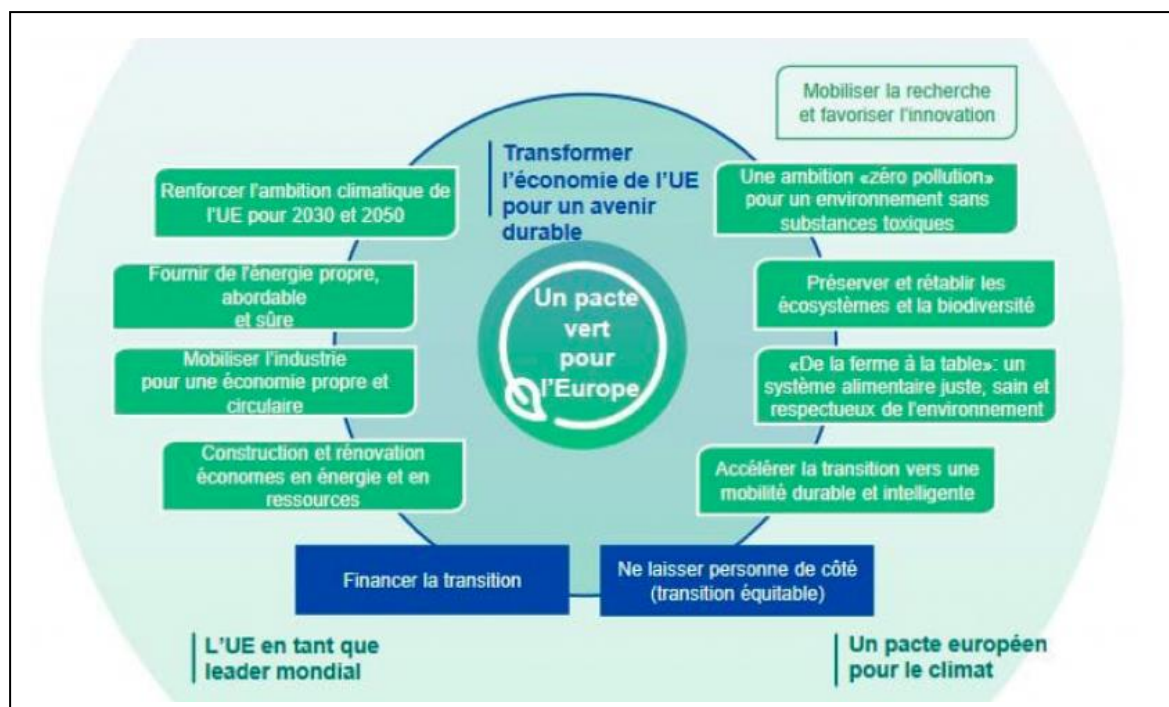 Mobiliser la recherche
et favoriser l'innovation
Transformer
l'économie de l'UE
pour un avenir
durable
Renforcer l'ambition climatique de
l'UE pour 2030 et 2050
Fournir de l'énergie propre,
abordable
et sûre
Mobiliser l'industrie
pour une économie propre et
circulaire
Construction et rénovation
économes en énergie et en
ressources
Un pacte
vert
pour
l'Europe
Une ambition «zéro pollution»
pour un environnement sans
substances toxiques
Préserver et rétablir les
écosystèmes et la biodiversité
«De la ferme à la table»: un
système alimentaire juste, sain et
respectueux de l'environnement
Accélérer la transition vers une
mobilité durable et intelligente
Financer la transition
Ne laisser personne de côté
(transition équitable)
L'UE en tant que
leader mondial
Un pacte européen
pour le climat